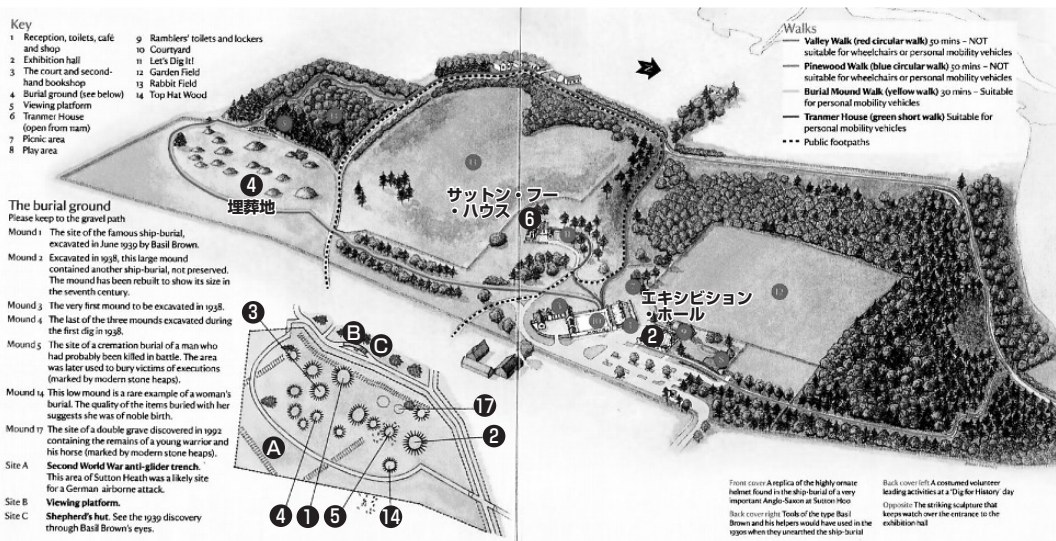 Key
1 Reception, toilets, café
and shop
2 Exhibition hall
3 The court and second-
hand bookshop
4 Burial ground (see below)
5 Viewing platform
6 Tranmer House
(open from 11am)
7 Picnic area
8 Play area
9 Ramblers' toilets and lockers
10 Courtyard
11 Let's Dig It!
12 Garden Field
13 Rabbit Field
14 Top Hat Wood
Walks
Valley Walk (red circular walk) 50 mins – NOT
suitable for wheelchairs or personal mobility vehicles
Pinewood Walk (blue circular walk) 50 mins – NOT
suitable for wheelchairs or personal mobility vehicles
Burial Mound Walk (yellow walk) 30 mins – Suitable
for personal mobility vehicles
Tranmer House (green short walk) Suitable for
personal mobility vehicles
Public footpaths
4
埋葬地
サットン・フー
・ハウス
6
エキシビション
・ホール
2
The burial ground
Please keep to the gravel path
Mound 1 The site of the famous ship-burial,
excavated in June 1939 by Basil Brown.
Mound 2 Excavated in 1938, this large mound
contained another ship-burial, not preserved.
The mound has been rebuilt to show its size in
the seventh century.
Mound 3 The very first mound to be excavated in 1938.
Mound 4 The last of the three mounds excavated during
the first dig in 1938.
Mound 5 The site of a cremation burial of a man who
had probably been killed in battle. The area
was later used to bury victims of executions
(marked by modern stone heaps).
Mound 14 This low mound is a rare example of a woman's
burial. The quality of the items buried with her
suggests she was of noble birth.
Mound 17 The site of a double grave discovered in 1992
containing the remains of a young warrior and
his horse (marked by modern stone heaps).
Site A Second World War anti-glider trench.
This area of Sutton Heath was a likely site
for a German airborne attack.
Site B Viewing platform.
Site C Shepherd's hut. See the 1939 discovery
through Basil Brown's eyes.
3
B
C
17
2
A
4
1
5
14
Front cover A replica of the highly ornate
helmet found in the ship-burial of a very
important Anglo-Saxon at Sutton Hoo
Back cover right Tools of the type Basil
Brown and his helpers would have used in the
1930s when they unearthed the ship-burial
Back cover left A costumed volunteer
leading activities at a 'Dig for History' day
Opposite The striking sculpture that
keeps watch over the entrance to the
exhibition hall